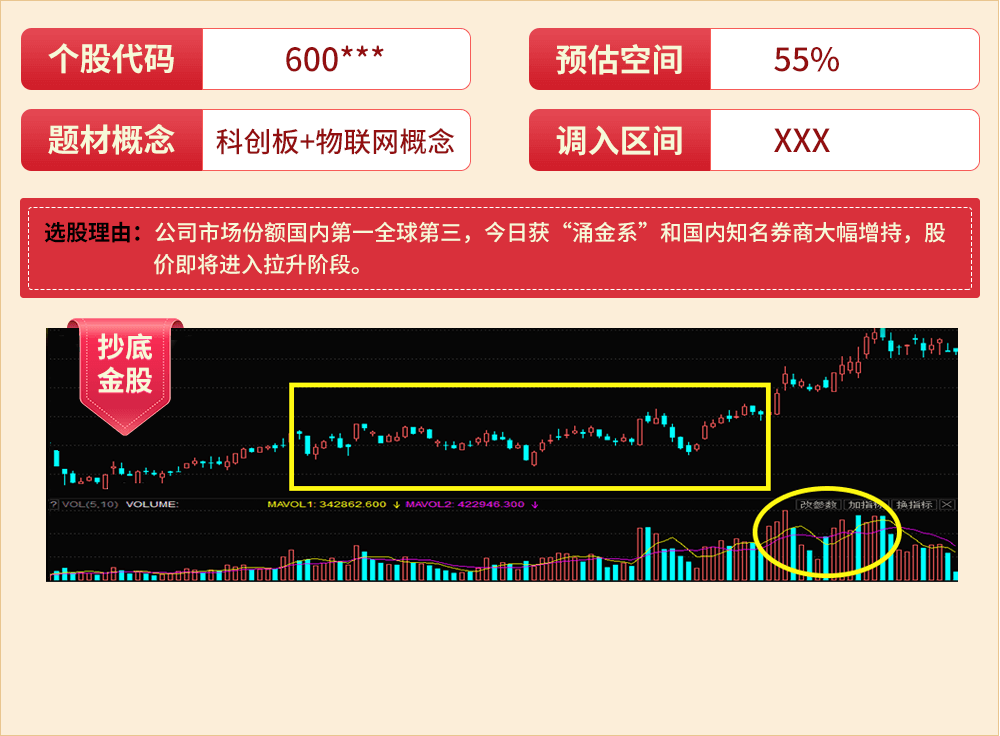 个股代码 600***
预估空间 55%
题材概念 科创板+物联网概念
调入区间 XXX
选股理由：公司市场份额国内第一全球第三，今日获“涌金系”和国内知名券商大幅增持，股
价即将进入拉升阶段。
抄底
金股
? VOL(5,10) VOLUME: MAVOL1: 342862.600 ↓ MAVOL2: 422946.300 ↓
改参数 加指标 换指标 ×